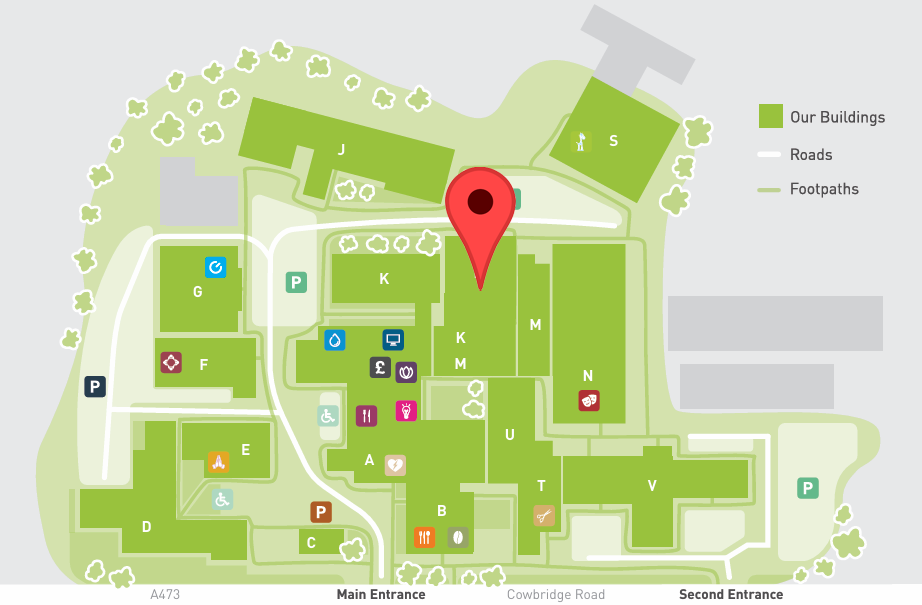 J
S
Our Buildings
Roads
Footpaths
G
P
K
F
P
£
K
M
M
N
E
A
U
T
V
P
D
P
B
C
A473
Main Entrance
Cowbridge Road
Second Entrance